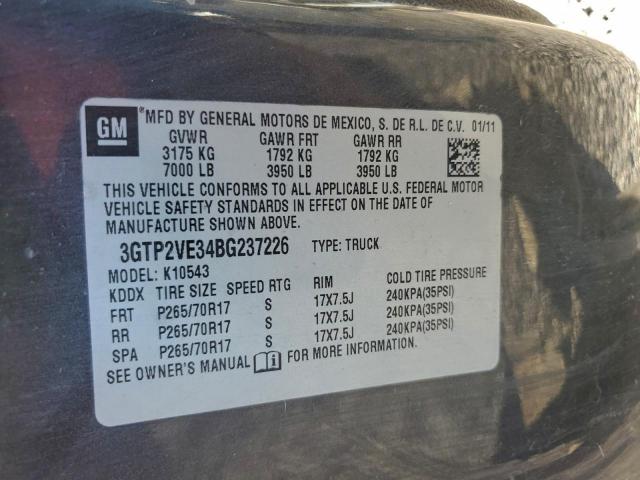 GM
MFD BY GENERAL MOTORS DE MEXICO, S. DE R.L. DE C.V. 01/11
GVWR GAWR FRT GAWR RR
3175 KG 1792 KG 1792 KG
7000 LB 3950 LB 3950 LB
THIS VEHICLE CONFORMS TO ALL APPLICABLE U.S. FEDERAL MOTOR
VEHICLE SAFETY STANDARDS IN EFFECT ON THE DATE OF
MANUFACTURE SHOWN ABOVE.
3GTP2VE34BG237226 TYPE: TRUCK
MODEL: K10543
KDDX TIRE SIZE SPEED RTG RIM COLD TIRE PRESSURE
FRT P265/70R17 S 17X7.5J 240KPA(35PSI)
RR P265/70R17 S 17X7.5J 240KPA(35PSI)
SPA P265/70R17 S 17X7.5J 240KPA(35PSI)
SEE OWNER'S MANUAL FOR MORE INFORMATION.